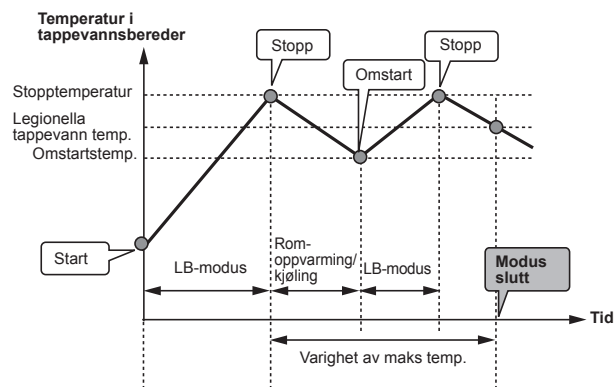 Temperatur i
tappevannsbereder
Stopp
Stopp
Omstart
Stopptemperatur
Legionella
tappevann temp.
Omstartstemp.
Start
LB-modus
Rom-
oppvarming/
kjøling
LB-modus
Modus
slutt
Tid
Varighet av maks temp.